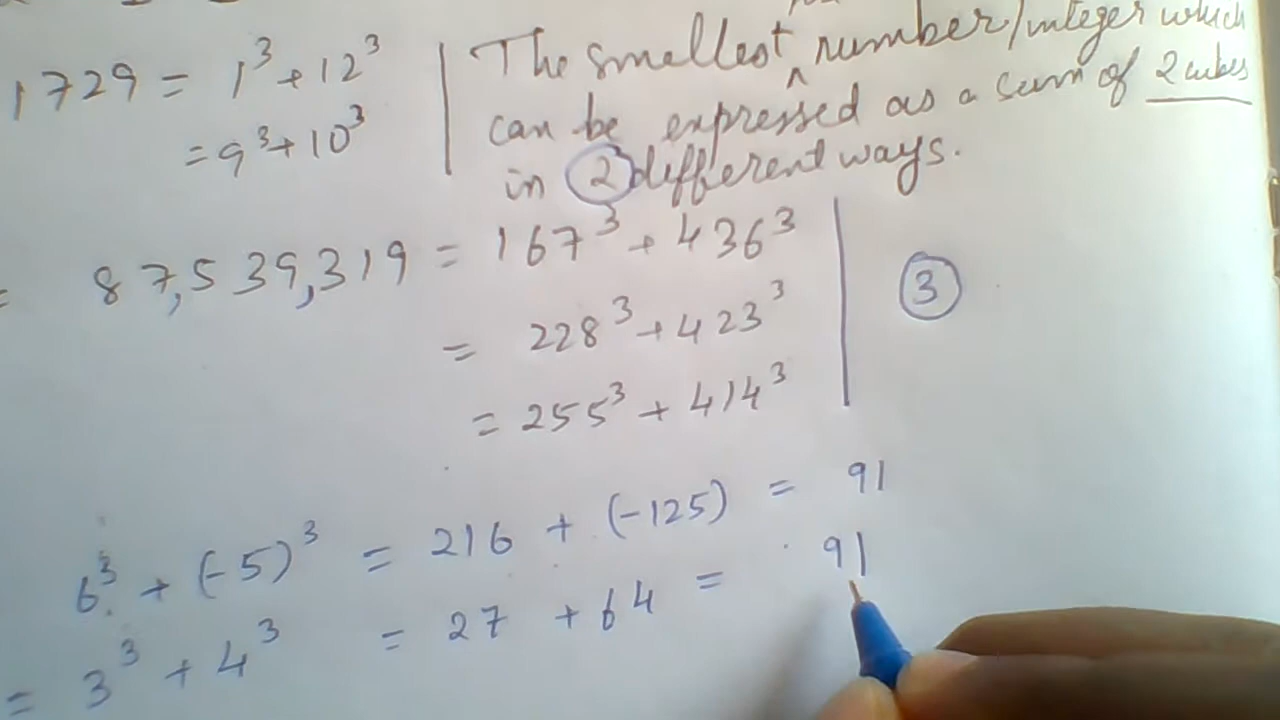 1729 = 1³ + 12³
= 9³ + 10³
The smallest ^ number/integer which
can be expressed as a sum of 2 cubes
in 2 different ways.
= 87,539,319 = 167³ + 436³
= 228³ + 423³
= 255³ + 414³
3
6³ + (-5)³ = 216 + (-125) = 91
= 3³ + 4³ = 27 + 64 = 91